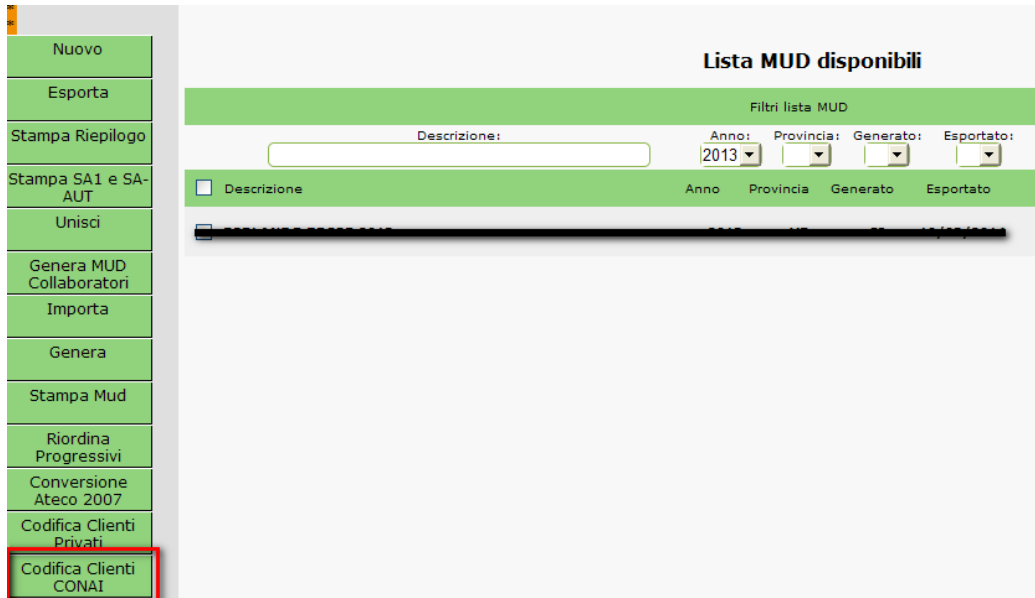 Nuovo
Esporta
Stampa Riepilogo
Stampa SA1 e SA-
AUT
Unisci
Genera MUD
Collaboratori
Importa
Genera
Stampa Mud
Riordina
Progressivi
Conversione
Ateco 2007
Codifica Clienti
Privati
Codifica Clienti
CONAI
Lista MUD disponibili
Filtri lista MUD
Descrizione: Anno: Provincia: Generato: Esportato:
2013
Descrizione Anno Provincia Generato Esportato